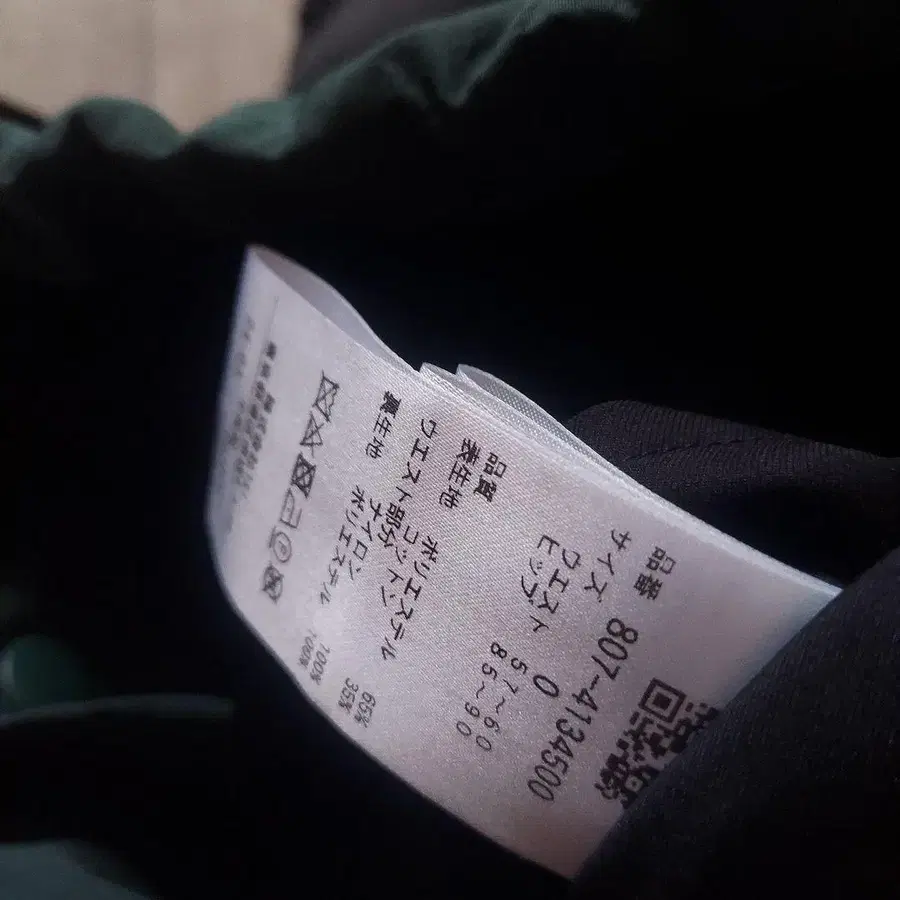 品番 807-4134500
サイズ 0
ウエスト 57～60
ヒップ 85～90
品質
表生地 ポリエステル 65%
コットン 35%
ウエスト部分 ナイロン 100%
裏生地 ポリエステル 100%